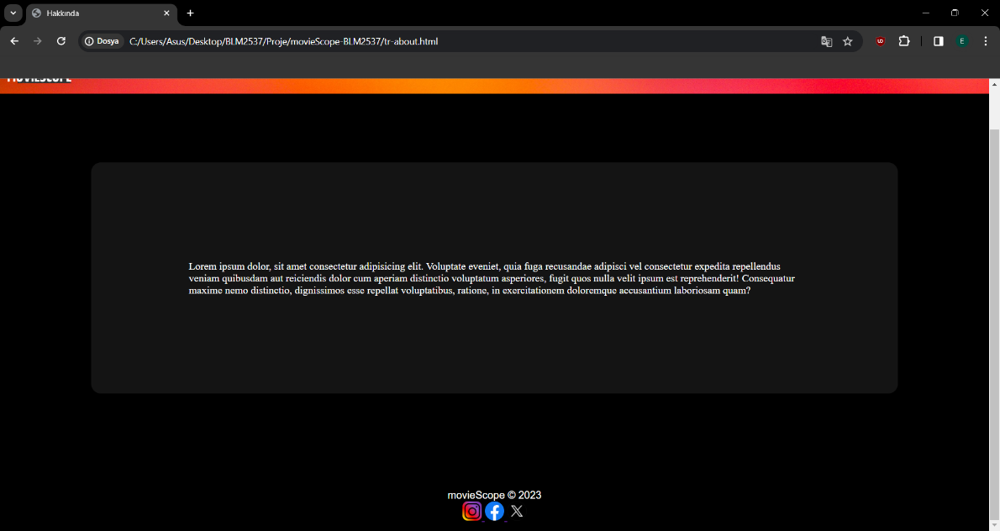 Hakkında
Dosya
C:/Users/Asus/Desktop/BLM2537/Proje/movieScope-BLM2537/tr-about.html
E
MOVIESCOPE
Lorem ipsum dolor, sit amet consectetur adipisicing elit. Voluptate eveniet, quia fuga recusandae adipisci vel consectetur expedita repellendus
veniam quibusdam aut reiciendis dolor cum aperiam distinctio voluptatum asperiores, fugit quos nulla velit ipsum est reprehenderit! Consequatur
maxime nemo distinctio, dignissimos esse repellat voluptatibus, ratione, in exercitationem doloremque accusantium laboriosam quam?
movieScope © 2023